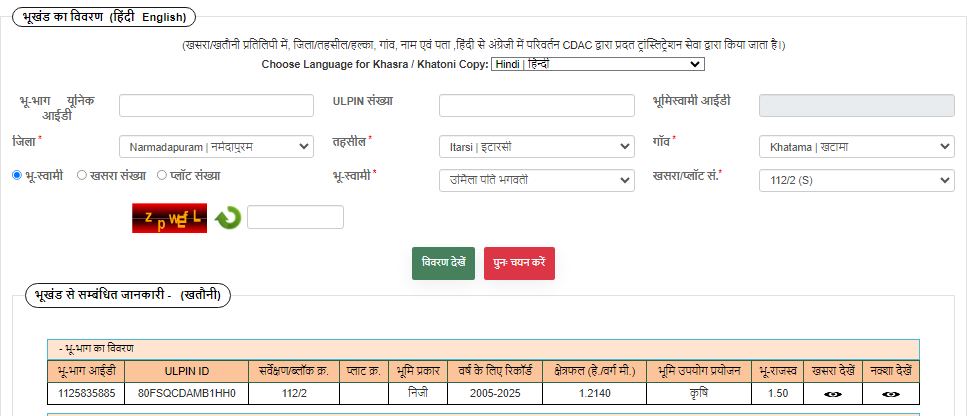 भूखंड का विवरण (हिंदी English)
(खसरा/खतौनी प्रतिलिपी में, जिला/तहसील/हल्का, गांव, नाम एवं पता ,हिंदी से अंग्रेजी में परिवर्तन CDAC द्वारा प्रदत ट्रांस्लिट्रेशन सेवा द्वारा किया जाता है।)
Choose Language for Khasra / Khatoni Copy: Hindi | हिन्दी
भू-भाग यूनिक आईडी ULPIN संख्या भूमिस्वामी आईडी
जिला * Narmadapuram | नर्मदापुरम तहसील * Itarsi | इटारसी गाँव * Khatama | खटामा
भू-स्वामी खसरा संख्या प्लॉट संख्या भू-स्वामी * उर्मिला पति भगवती खसरा/प्लॉट सं.* 112/2 (S)
z p w E f L
विवरण देखें पुनः चयन करें
भूखंड से सम्बंधित जानकारी - (खतौनी)
- भू-भाग का विवरण
भू-भाग आईडी ULPIN ID सर्वेक्षण/ब्लॉक क्र. प्लाट क्र. भूमि प्रकार वर्ष के लिए रिकॉर्ड क्षेत्रफल (हे./वर्ग मी.) भूमि उपयोग प्रयोजन भू-राजस्व खसरा देखें नक्शा देखें
1125835885 80FSQCDAMB1HH0 112/2 निजी 2005-2025 1.2140 कृषि 1.50